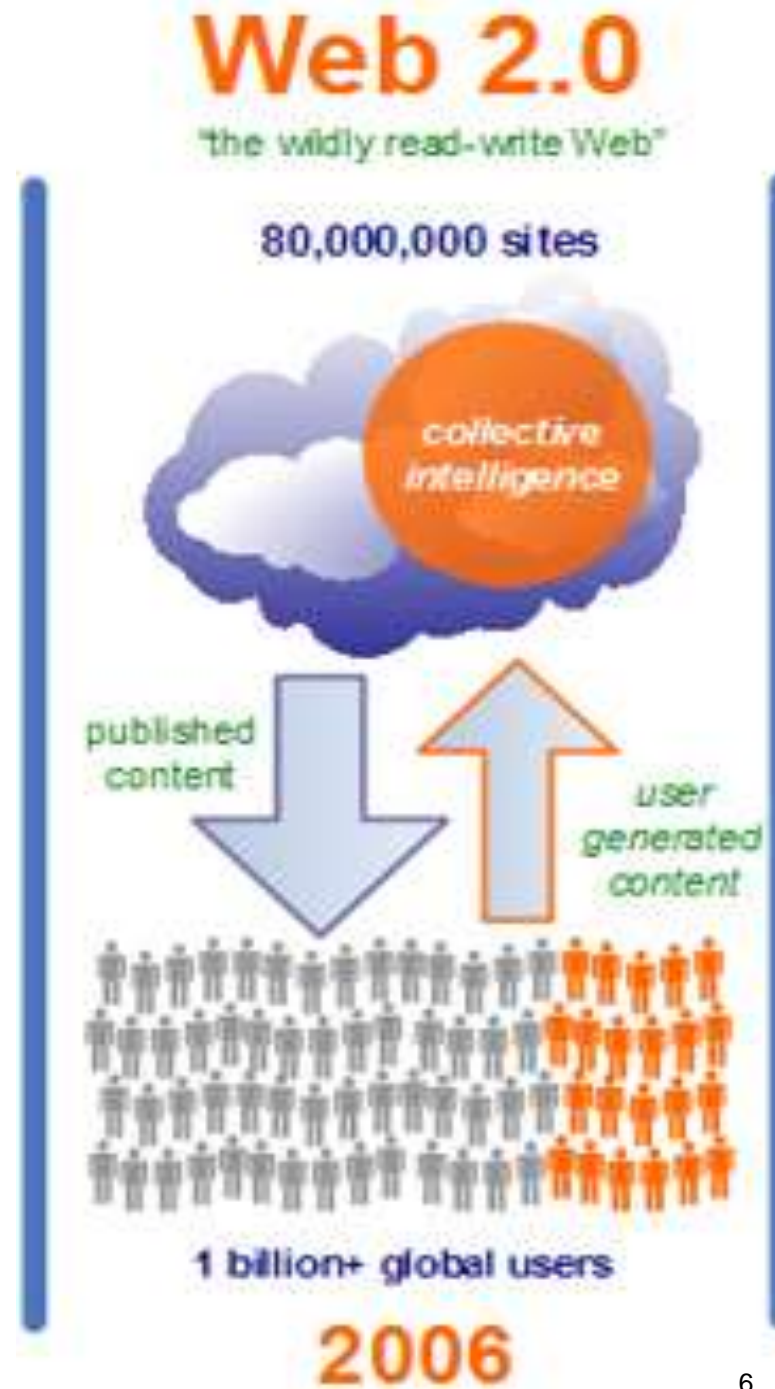 Web 2.0
"the wildly read-write Web"
80,000,000 sites
collective
intelligence
published
content
user
generated
content
1 billion+ global users
2006
6